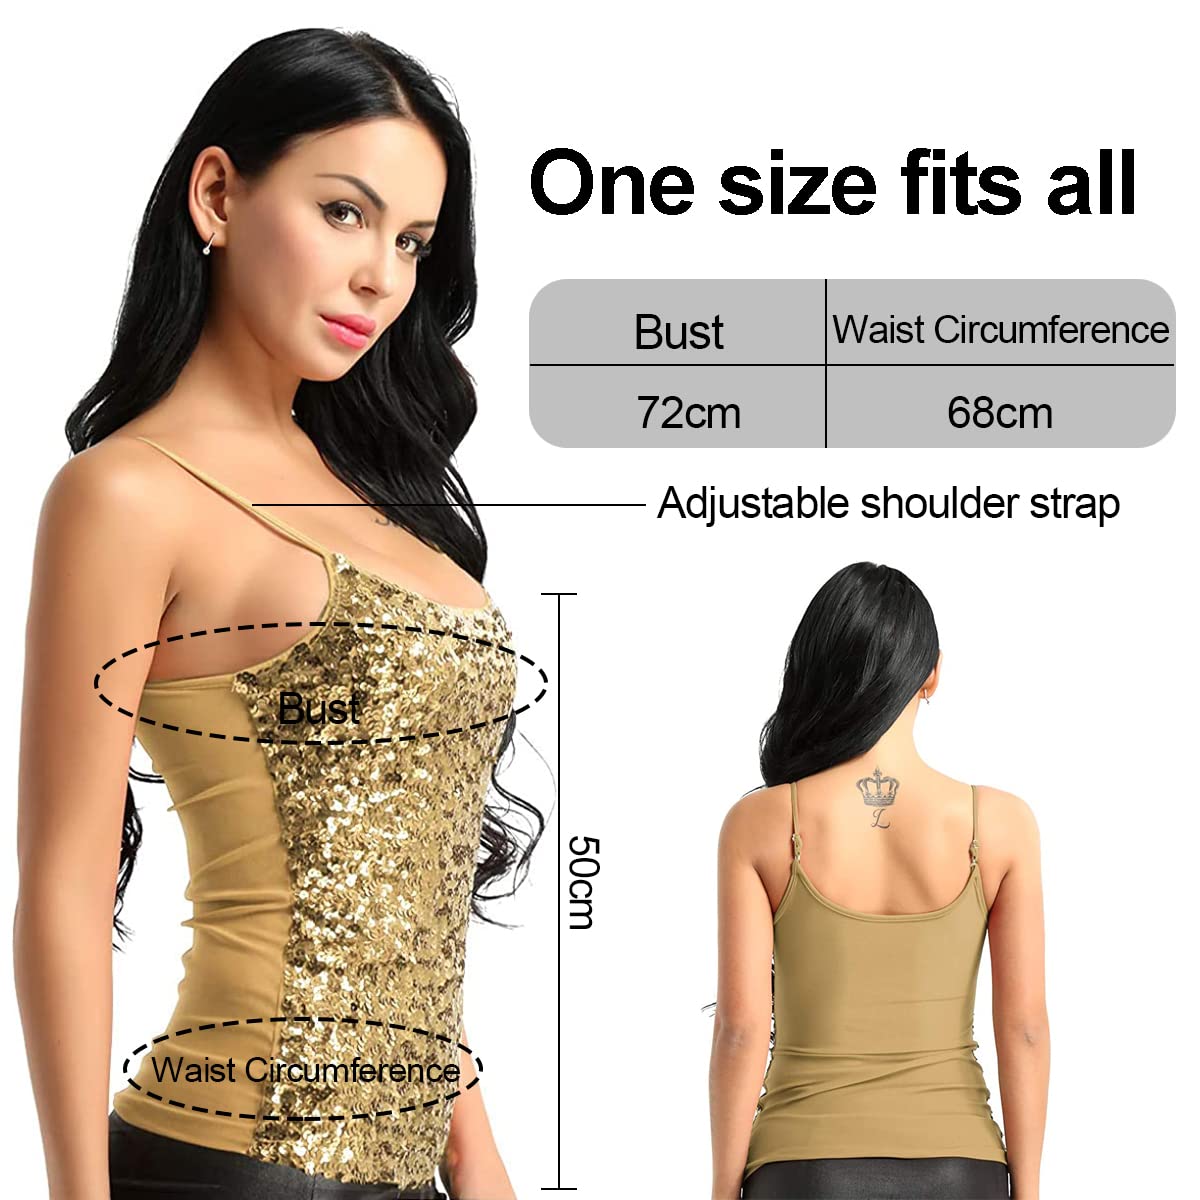 One size fits all
Bust
Waist Circumference
72cm
68cm
Adjustable shoulder strap
Bust
50cm
Waist Circumference
L